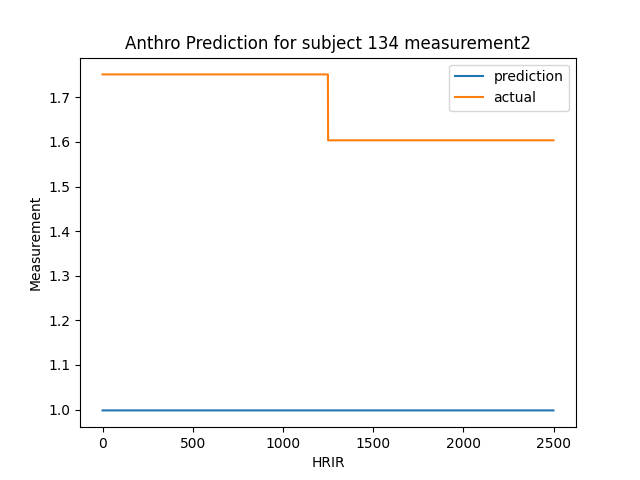 Anthro Prediction for subject 134 measurement2
prediction
actual
Measurement
1.7
1.6
1.5
1.4
1.3
1.2
1.1
1.0
0 500 1000 1500 2000 2500
HRIR